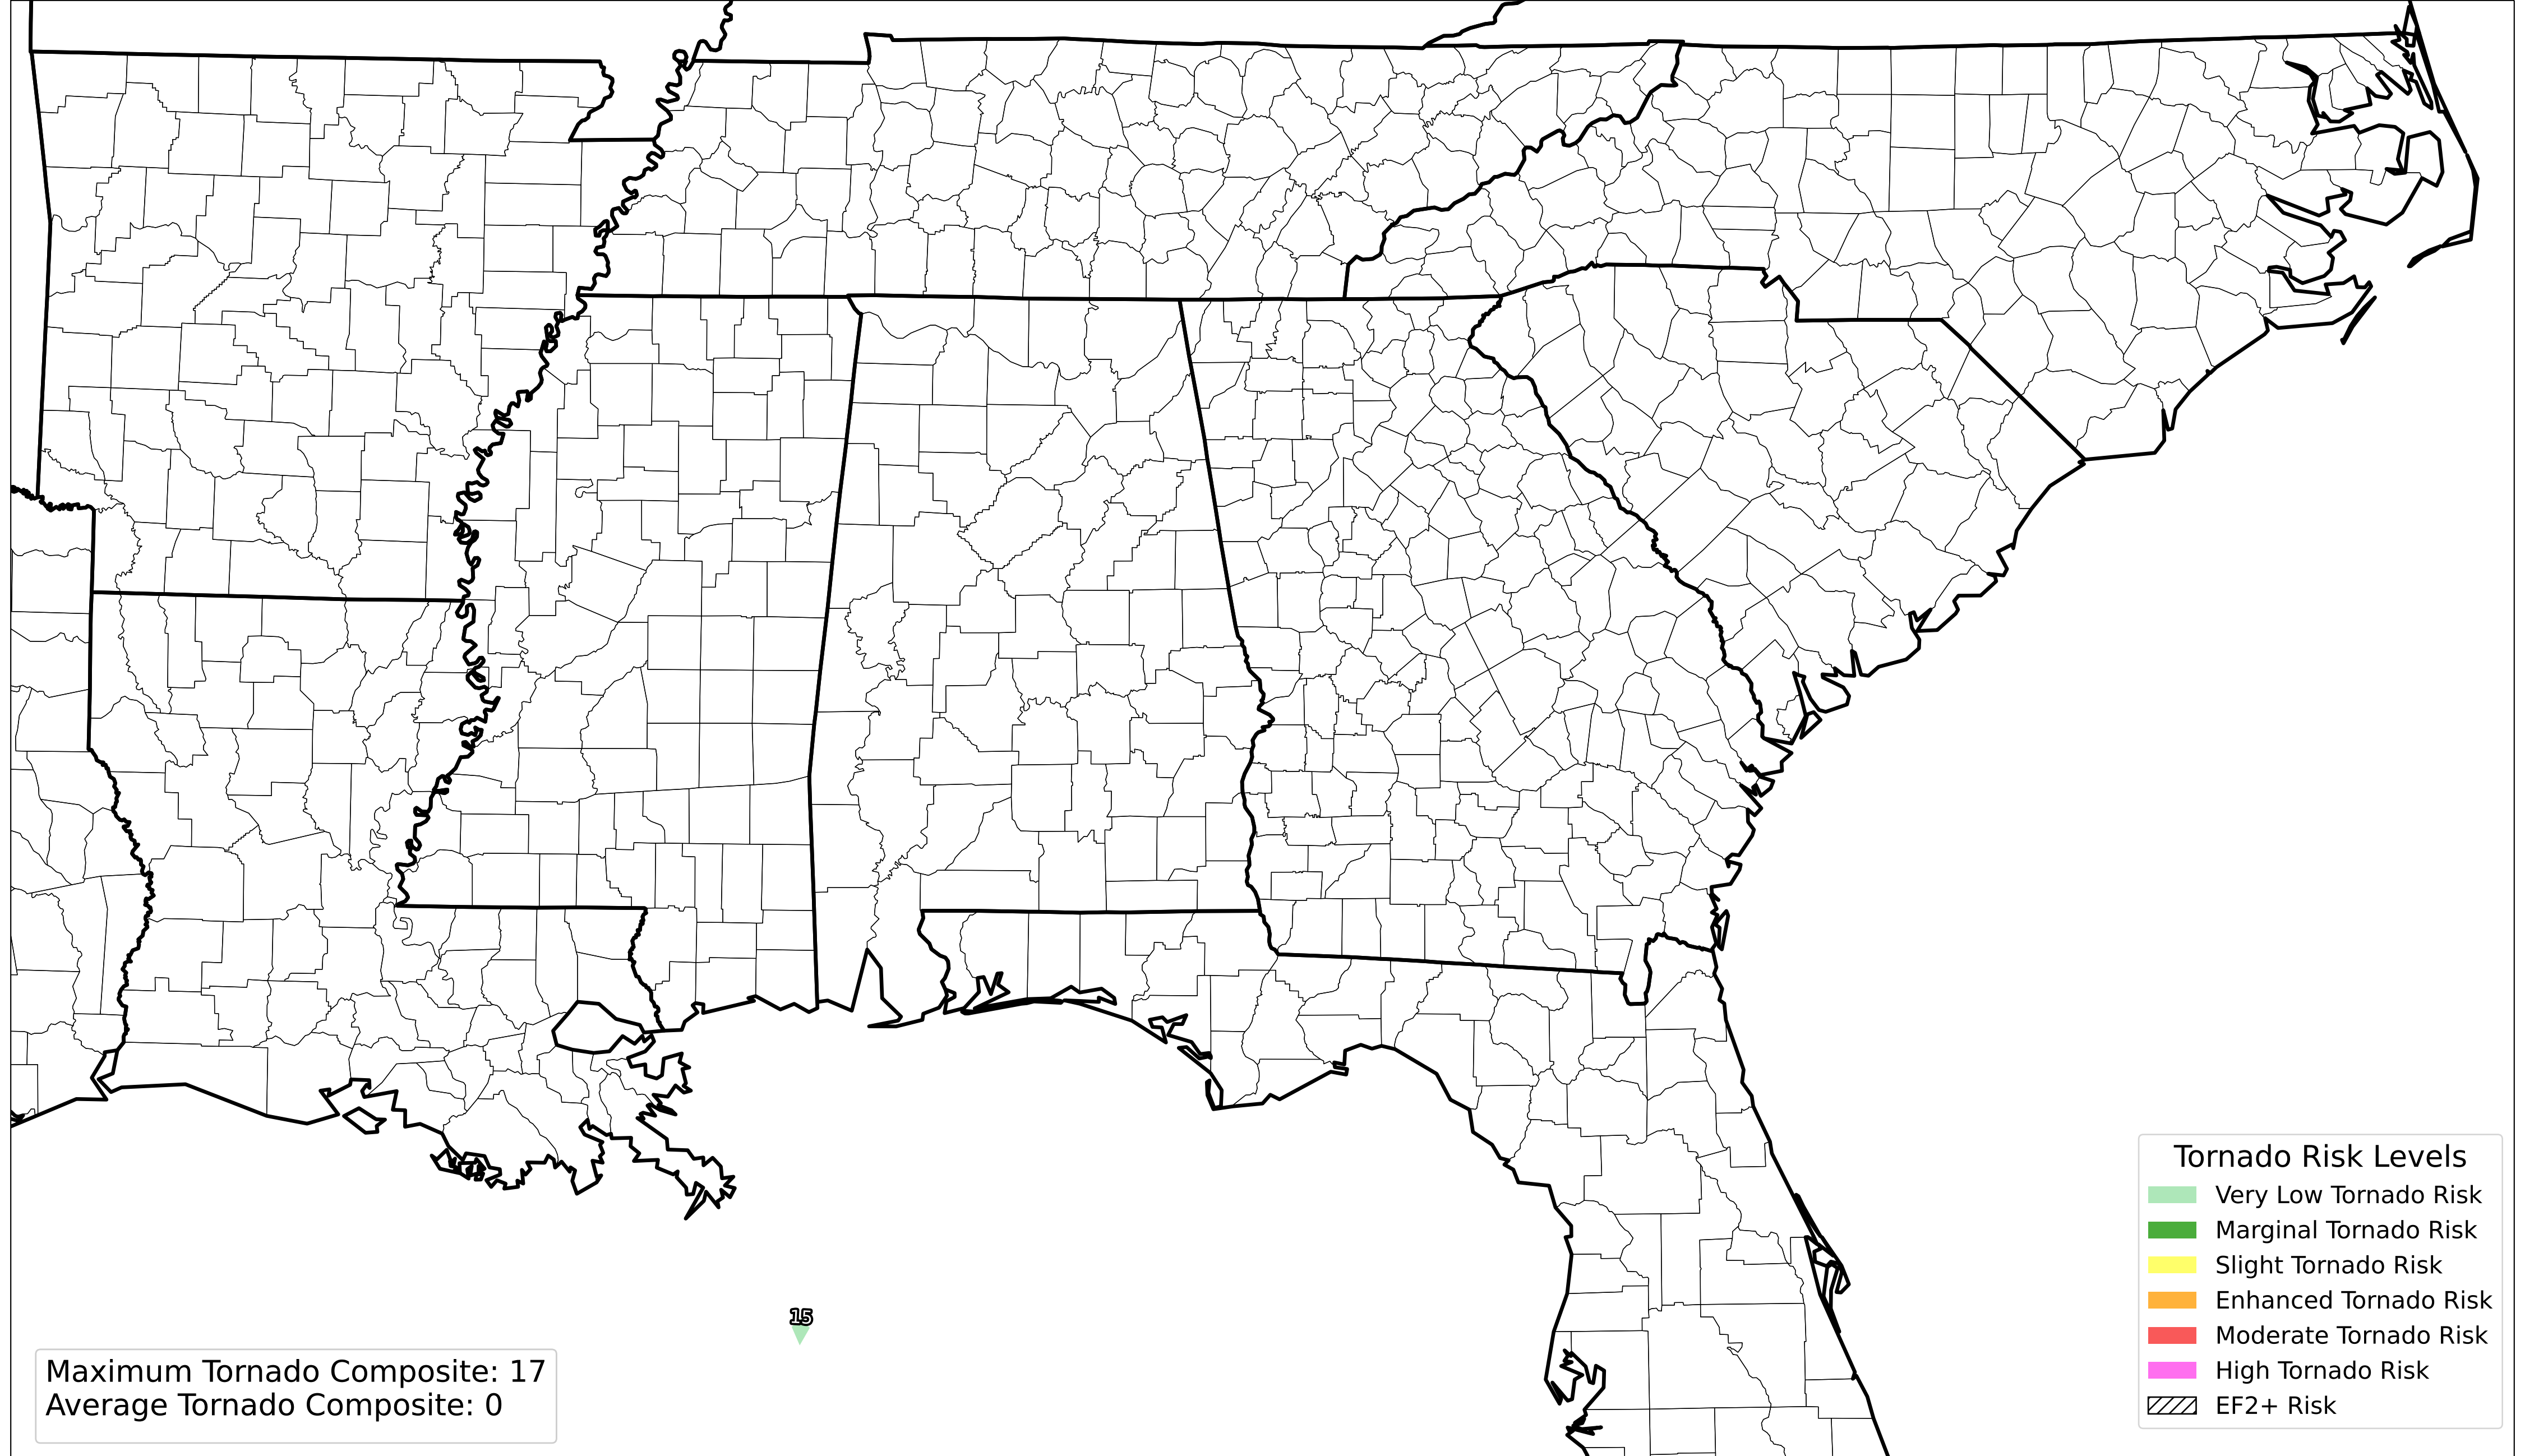 15
Maximum Tornado Composite: 17
Average Tornado Composite: 0
Tornado Risk Levels
Very Low Tornado Risk
Marginal Tornado Risk
Slight Tornado Risk
Enhanced Tornado Risk
Moderate Tornado Risk
High Tornado Risk
EF2+ Risk